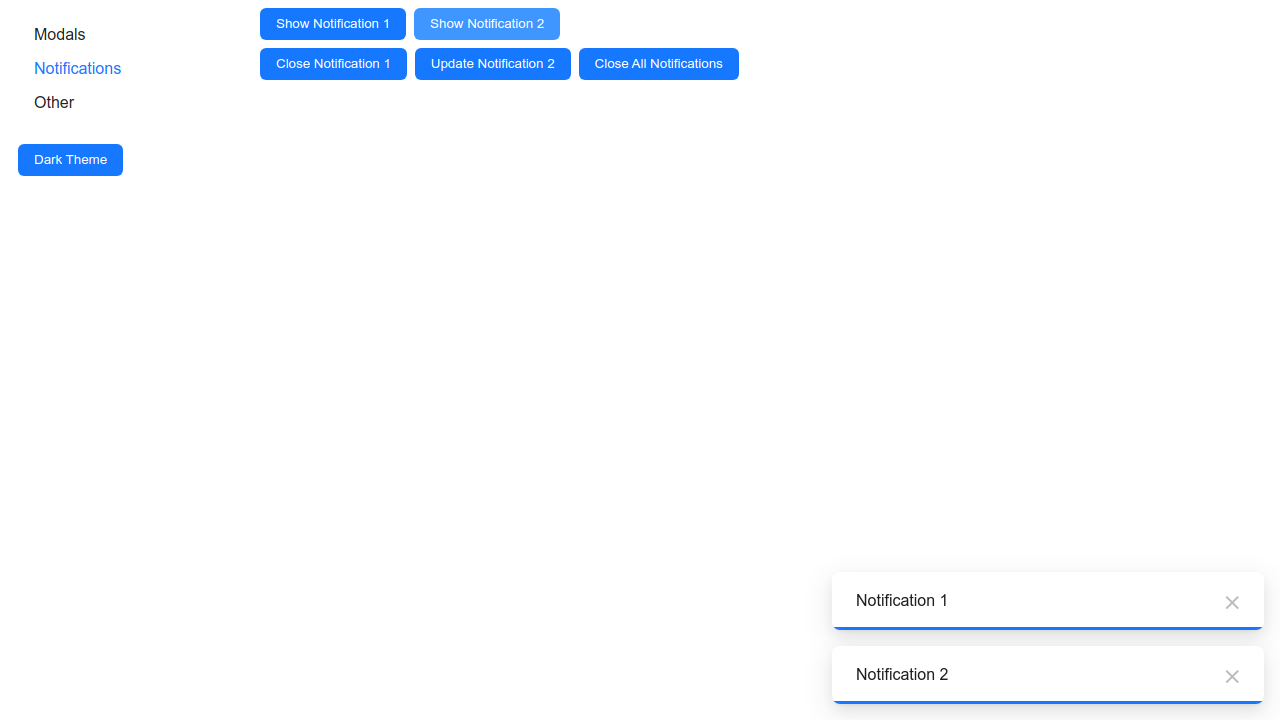 Modals
Notifications
Other
Dark Theme
Show Notification 1
Show Notification 2
Close Notification 1
Update Notification 2
Close All Notifications
Notification 1
Notification 2